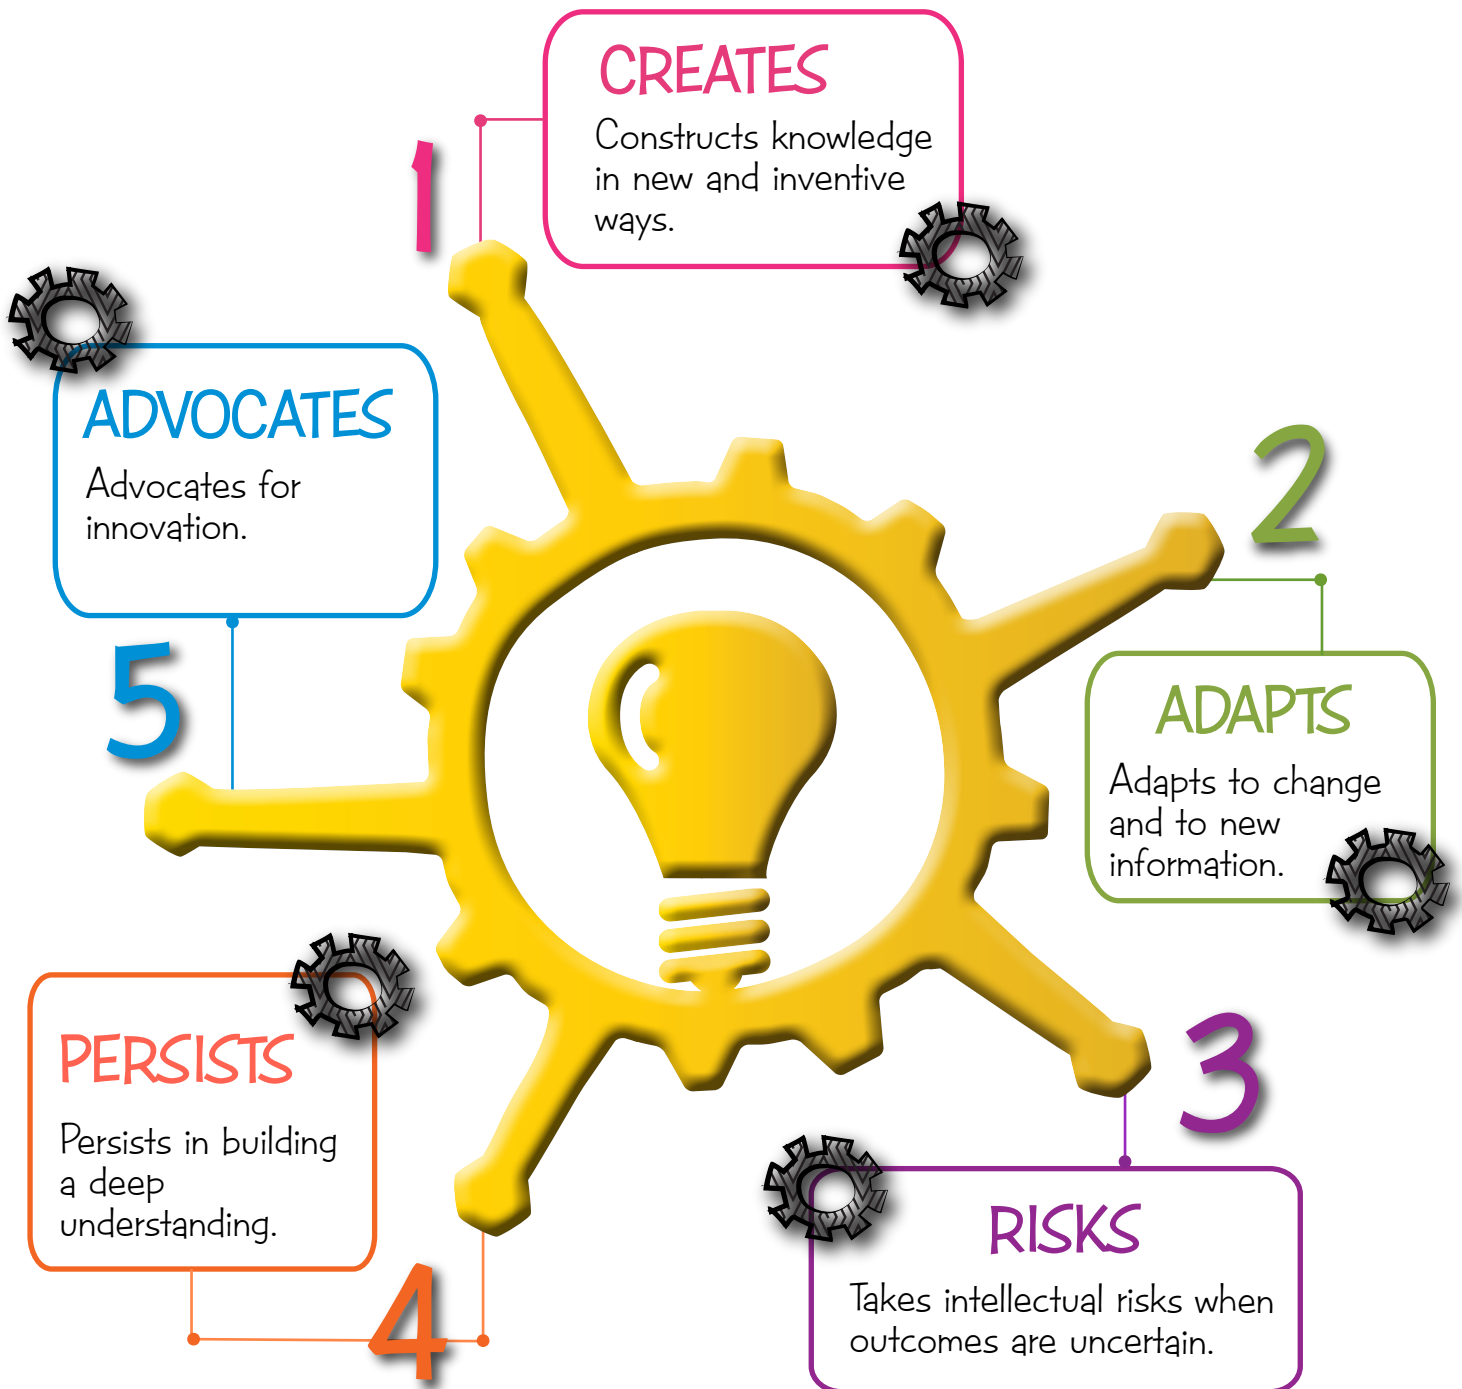 1
CREATES
Constructs knowledge
in new and inventive
ways.
2
ADAPTS
Adapts to change
and to new
information.
3
RISKS
Takes intellectual risks when
outcomes are uncertain.
4
PERSISTS
Persists in building
a deep
understanding.
5
ADVOCATES
Advocates for
innovation.